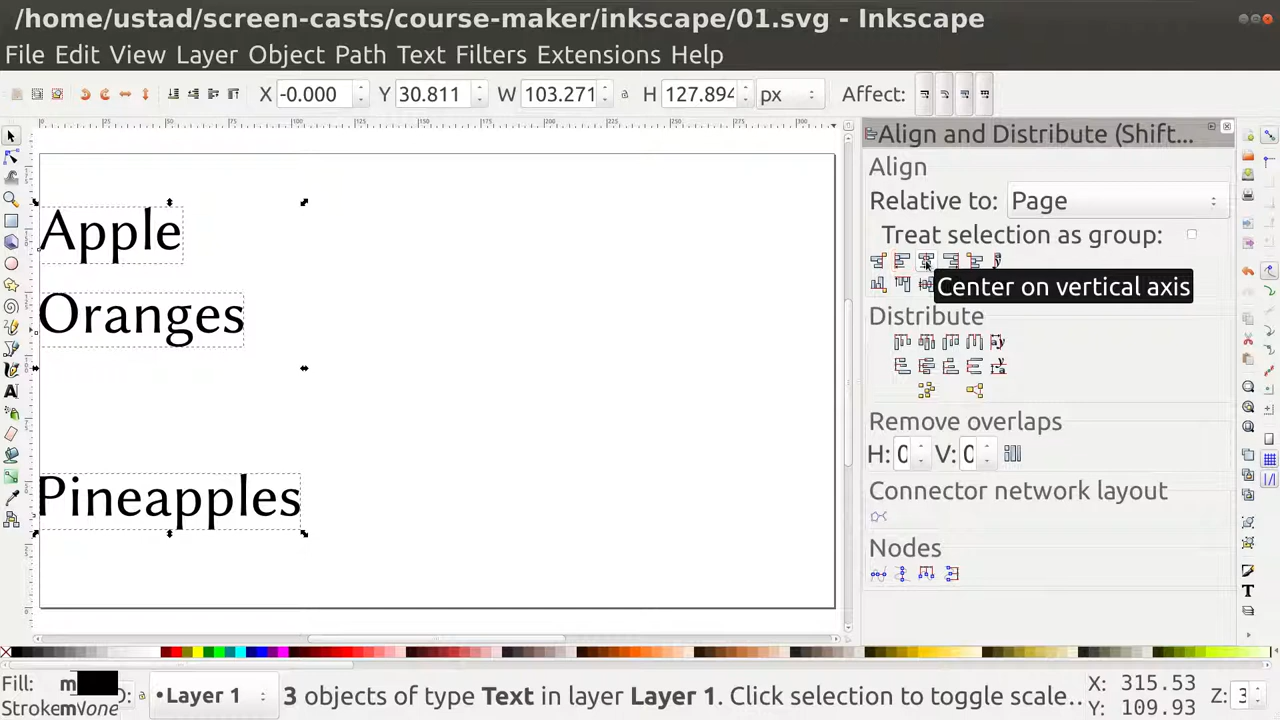 /home/ustad/screen-casts/course-maker/inkscape/01.svg - Inkscape
File Edit View Layer Object Path Text Filters Extensions Help
X -0.000 Y 30.811 W 103.271 H 127.894 px Affect:
Align and Distribute (Shift...
Align
Relative to: Page
Treat selection as group:
Center on vertical axis
Distribute
Remove overlaps
H: 0 V: 0
Connector network layout
Nodes
Apple
Oranges
Pineapples
Fill: m O:
Stroke: mNone
•Layer 1
3 objects of type Text in layer Layer 1. Click selection to toggle scale..
X: 315.53
Y: 109.93
Z: 3